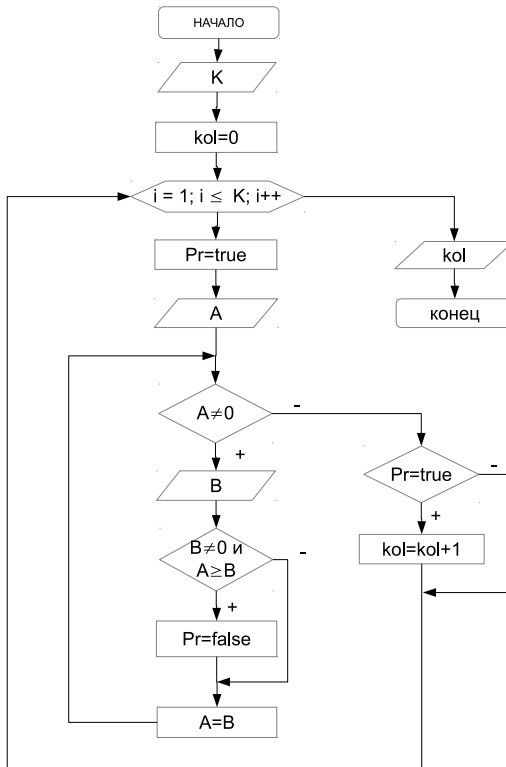 НАЧАЛО
K
kol=0
i = 1; i ≤ K; i++
Pr=true
kol
A
конец
A≠0
-
+
Pr=true
-
B
+
B≠0 и
A≥B
-
kol=kol+1
+
Pr=false
A=B